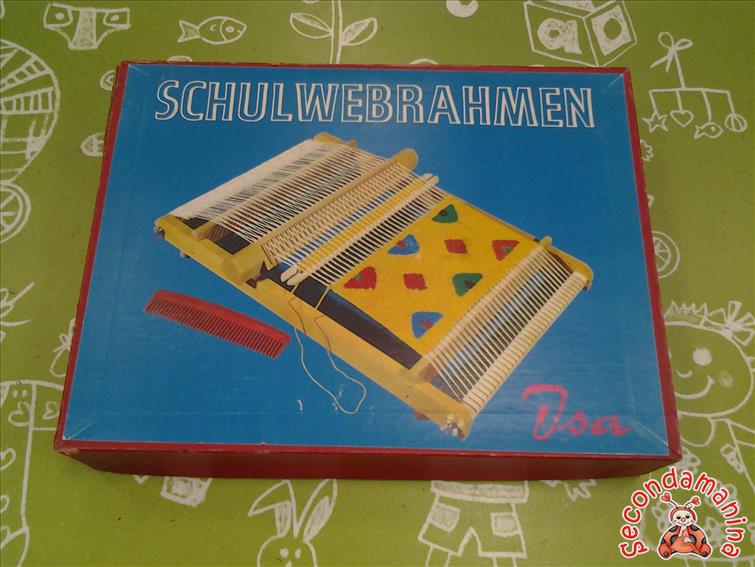 SCHULWEBRAHMEN
Isa
a
secondamanina